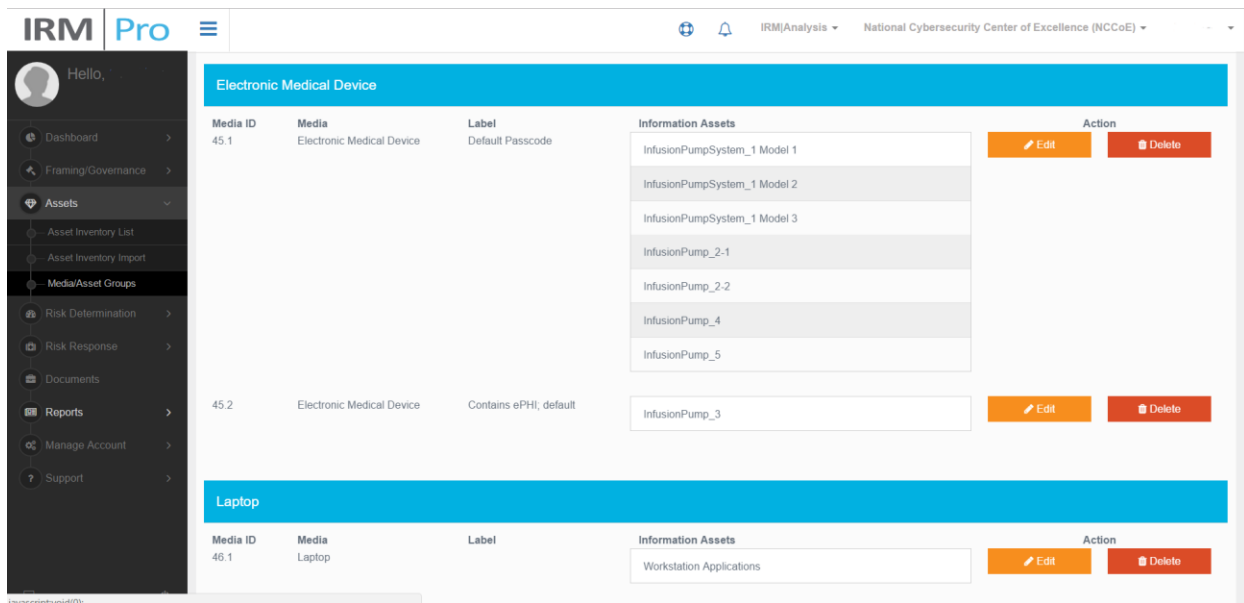 IRM Pro
IRM|Analysis
National Cybersecurity Center of Excellence (NCCoE)
Hello,
Dashboard
Framing/Governance
Assets
Asset Inventory List
Asset Inventory Import
Media/Asset Groups
Risk Determination
Risk Response
Documents
Reports
Manage Account
? Support
Electronic Medical Device
Media ID Media Label Information Assets Action
45.1 Electronic Medical Device Default Passcode InfusionPumpSystem_1 Model 1 Edit Delete
InfusionPumpSystem_1 Model 2
InfusionPumpSystem_1 Model 3
InfusionPump_2-1
InfusionPump_2-2
InfusionPump_4
InfusionPump_5
45.2 Electronic Medical Device Contains ePHI; default InfusionPump_3 Edit Delete
Laptop
Media ID Media Label Information Assets Action
46.1 Laptop Workstation Applications Edit Delete